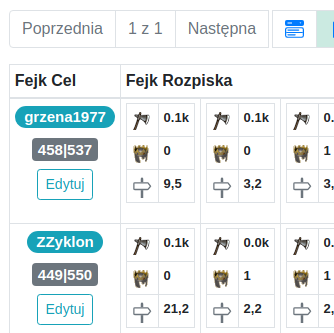 Poprzednia 1 z 1 Następna
Fejk Cel Fejk Rozpiska
grzena1977 0.1k 0.1k 0.
458|537 0 0 1
Edytuj 9,5 3,2 3,
ZZyklon 0.1k 0.0k 0.
449|550 0 1 1
Edytuj 21,2 2,2 2,